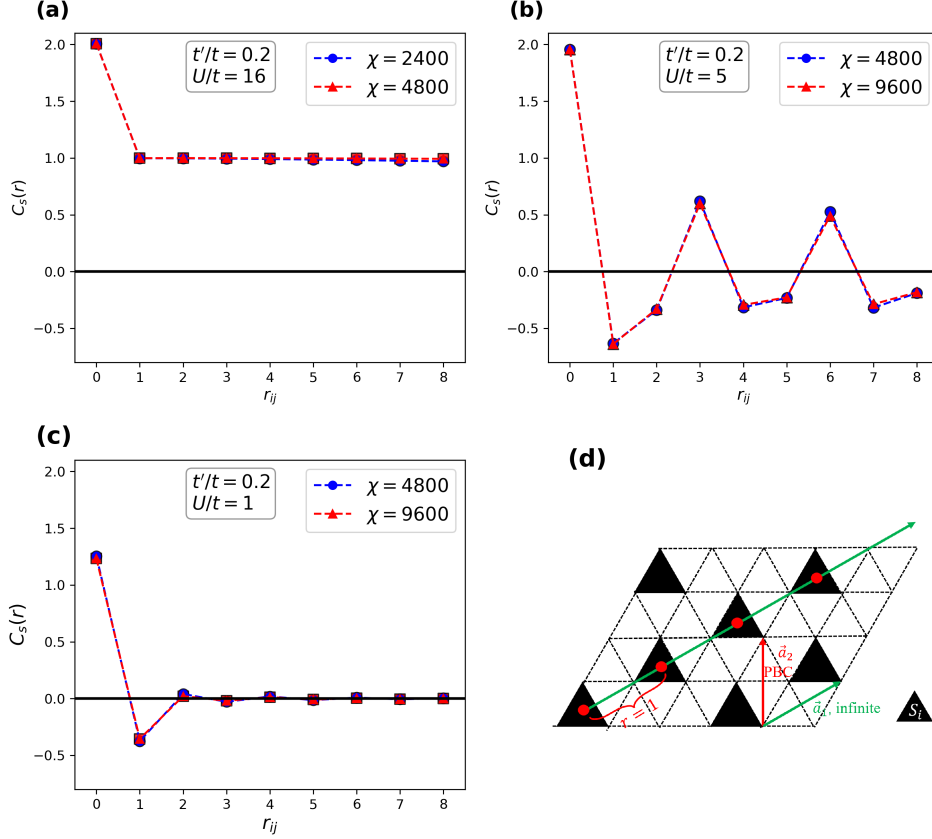 (a)
2.0
1.5
1.0
0.5
0.0
−0.5
C_s(r)
t′/t = 0.2
U/t = 16
χ = 2400
χ = 4800
0 1 2 3 4 5 6 7 8
r_ij
(b)
2.0
1.5
1.0
0.5
0.0
−0.5
C_s(r)
t′/t = 0.2
U/t = 5
χ = 4800
χ = 9600
0 1 2 3 4 5 6 7 8
r_ij
(c)
2.0
1.5
1.0
0.5
0.0
−0.5
C_s(r)
t′/t = 0.2
U/t = 1
χ = 4800
χ = 9600
0 1 2 3 4 5 6 7 8
r_ij
(d)
a⃗₂
PBC
r = 1
a⃗₁, infinite
S_i